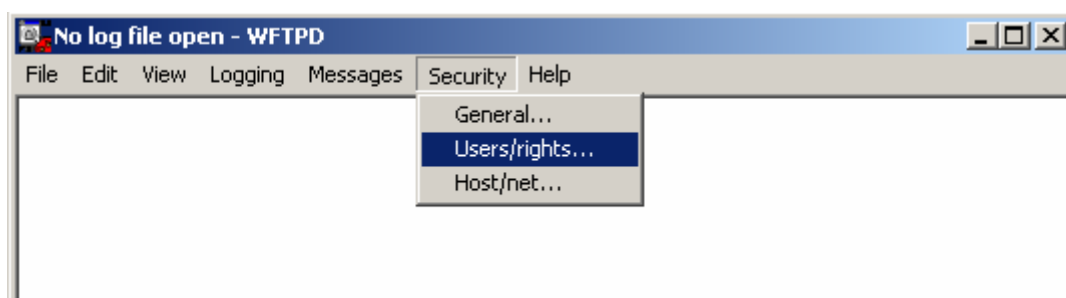 No log file open - WFTPD
File Edit View Logging Messages Security Help
General...
Users/rights...
Host/net...